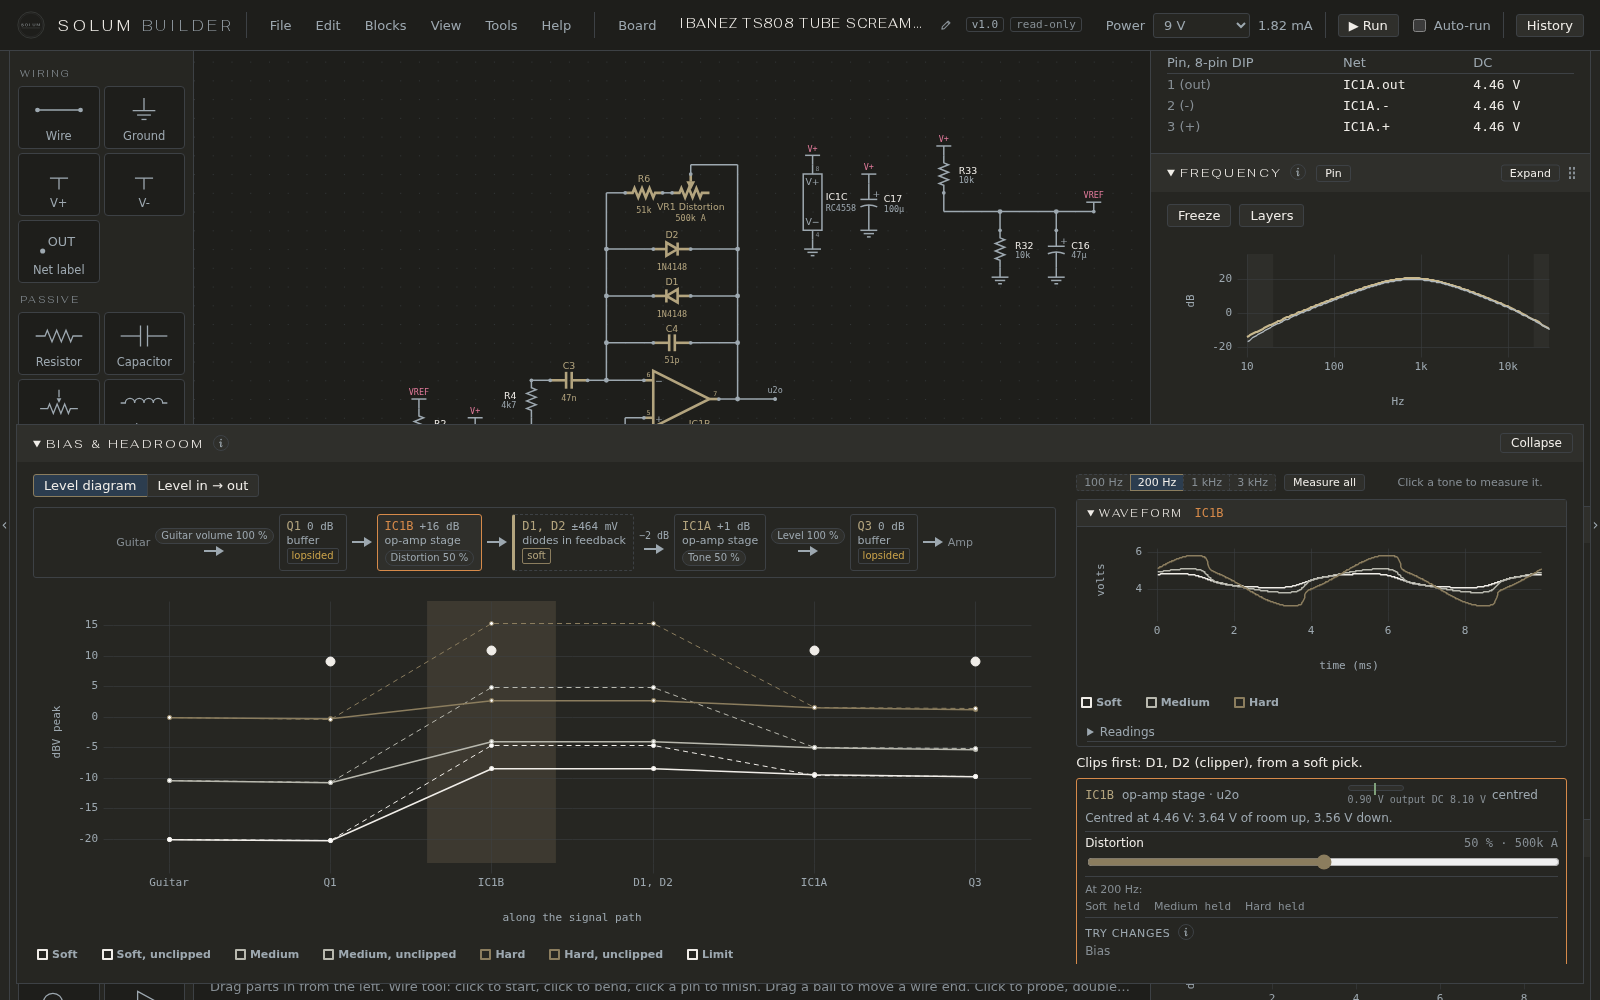 SOLUM BUILDER File Edit Blocks View Tools Help Board IBANEZ TS808 TUBE SCREAM... v1.0 read-only Power 9 V 1.82 mA ▶ Run Auto-run History
WIRING
Wire Ground
V+ V-
OUT
Net label
PASSIVE
Resistor Capacitor
V+
8
V+
V−
4
IC1C
RC4558
V+
+
C17
100µ
V+
R33
10k
VREF
R32
10k
+
C16
47µ
R6
51k
VR1 Distortion
500k A
D2
1N4148
D1
1N4148
C4
51p
C3
47n
R4
4k7
VREF
R2
V+
6
−
5
+
7
IC1B
u2o
Pin, 8-pin DIP Net DC
1 (out) IC1A.out 4.46 V
2 (-) IC1A.- 4.46 V
3 (+) IC1A.+ 4.46 V
▼ FREQUENCY i Pin Expand
Freeze Layers
dB
20
0
-20
10 100 1k 10k
Hz
▼ BIAS & HEADROOM i Collapse
Level diagram Level in → out
Guitar Guitar volume 100 %
Q1 0 dB
buffer
lopsided
IC1B +16 dB
op-amp stage
Distortion 50 %
D1, D2 ±464 mV
diodes in feedback
soft
−2 dB
IC1A +1 dB
op-amp stage
Tone 50 %
Level 100 %
Q3 0 dB
buffer
lopsided
Amp
dBV peak
15
10
5
0
-5
-10
-15
-20
Guitar Q1 IC1B D1, D2 IC1A Q3
along the signal path
Soft Soft, unclipped Medium Medium, unclipped Hard Hard, unclipped Limit
100 Hz 200 Hz 1 kHz 3 kHz Measure all Click a tone to measure it.
▼ WAVEFORM IC1B
volts
6
4
0 2 4 6 8
time (ms)
Soft Medium Hard
▶ Readings
Clips first: D1, D2 (clipper), from a soft pick.
IC1B op-amp stage · u2o 0.90 V output DC 8.10 V centred
Centred at 4.46 V: 3.64 V of room up, 3.56 V down.
Distortion 50 % · 500k A
At 200 Hz:
Soft held Medium held Hard held
TRY CHANGES i
Bias
Drag parts in from the left. Wire tool: click to start, click to bend, click a pin to finish. Drag a ball to move a wire end. Click to probe, double...
2 4 6 8